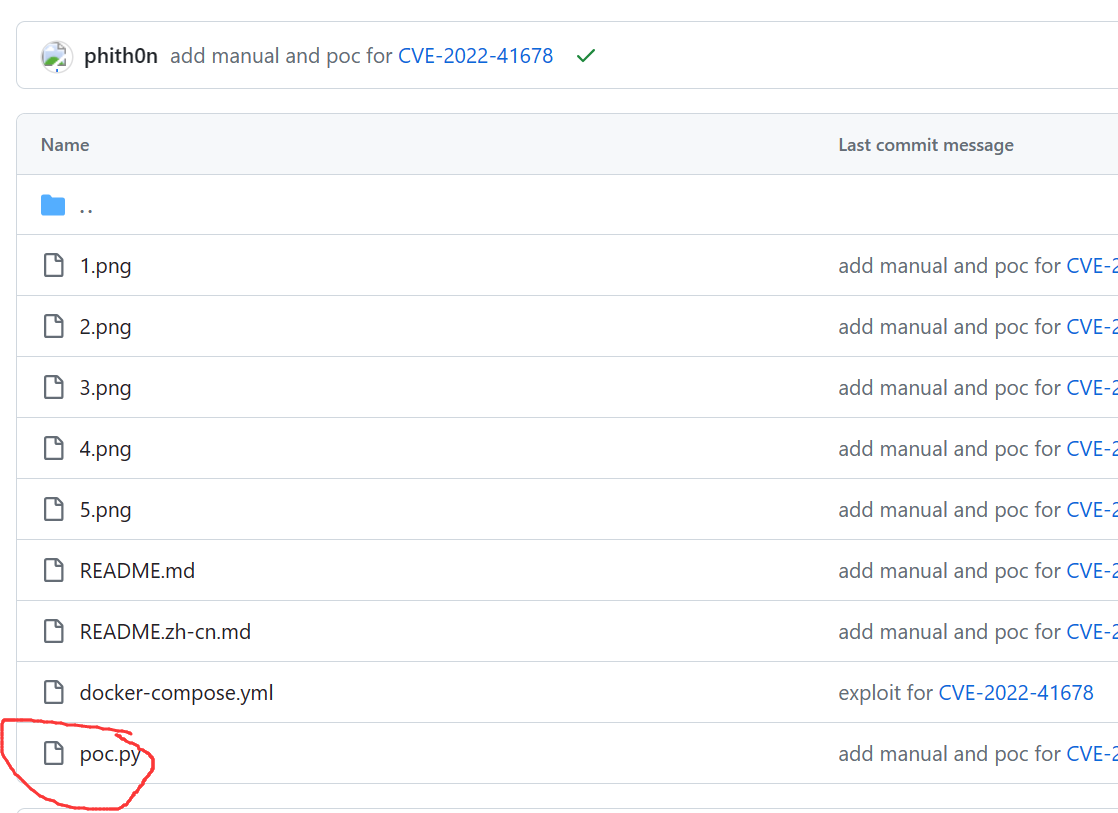 phith0n add manual and poc for CVE-2022-41678
Name Last commit message
..
1.png add manual and poc for CVE-2
2.png add manual and poc for CVE-2
3.png add manual and poc for CVE-2
4.png add manual and poc for CVE-2
5.png add manual and poc for CVE-2
README.md add manual and poc for CVE-2
README.zh-cn.md add manual and poc for CVE-2
docker-compose.yml exploit for CVE-2022-41678
poc.py add manual and poc for CVE-2